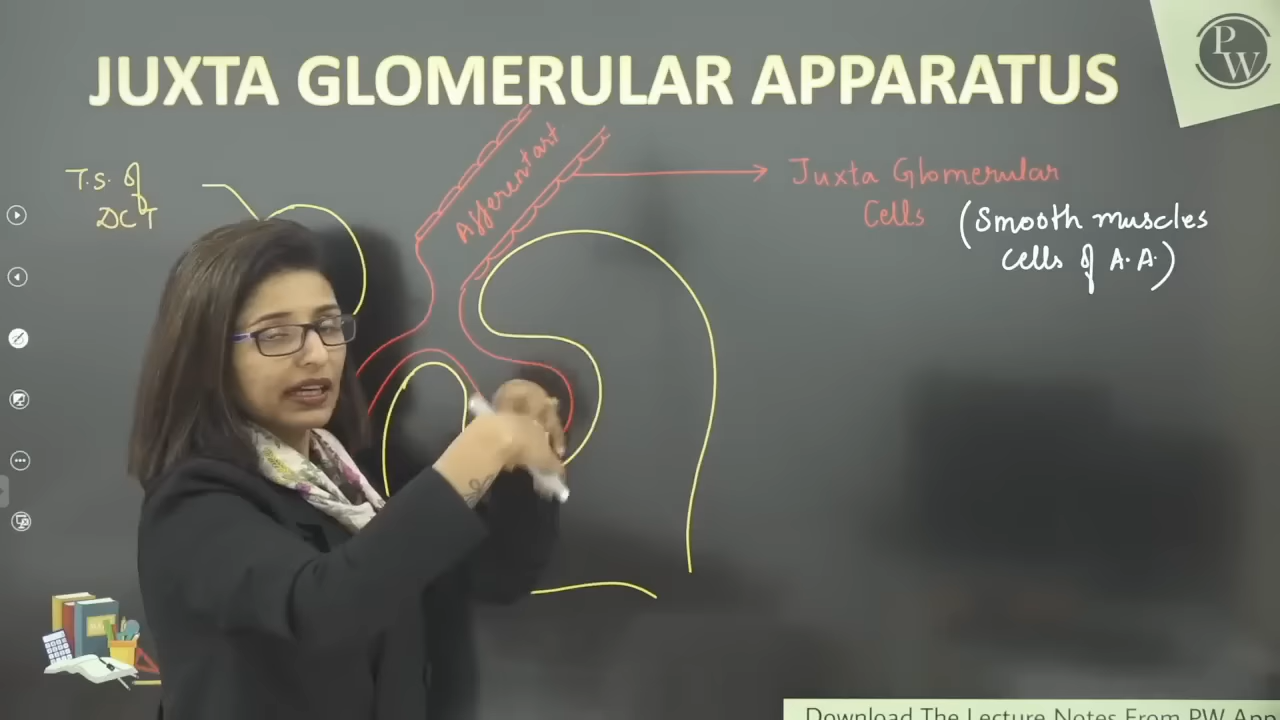 PW
JUXTA GLOMERULAR APPARATUS
T.S. of
DCT
Afferent art
Juxta Glomerular
Cells
(Smooth muscles
cells of A.A.)
Download The Lecture Notes From PW App